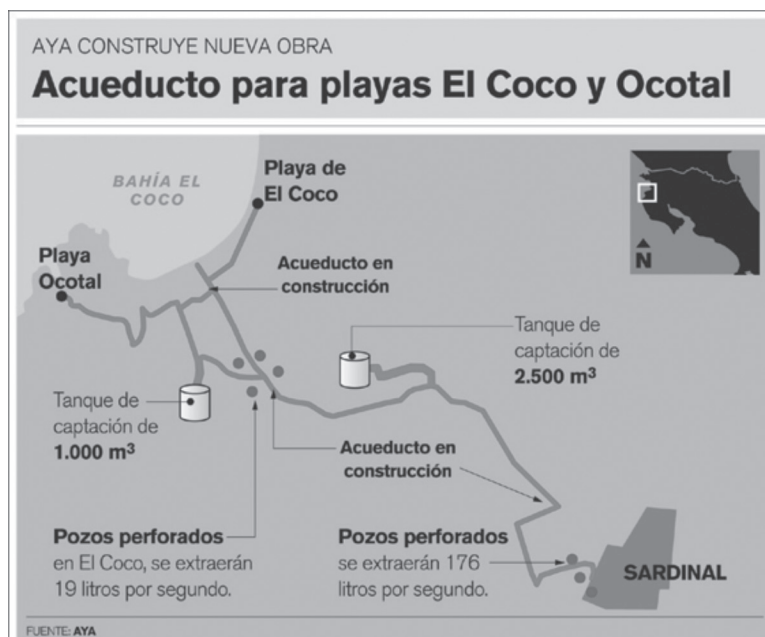 AYA CONSTRUYE NUEVA OBRA
Acueducto para playas El Coco y Ocotal
BAHÍA EL
COCO
Playa de
El Coco
Playa
Ocotal
Acueducto en
construcción
N
Tanque de
captación de
2.500 m³
Tanque de
captación de
1.000 m³
Acueducto en
construcción
Pozos perforados
en El Coco, se extraerán
19 litros por segundo.
Pozos perforados
se extraerán 176
litros por segundo.
SARDINAL
FUENTE: AYA